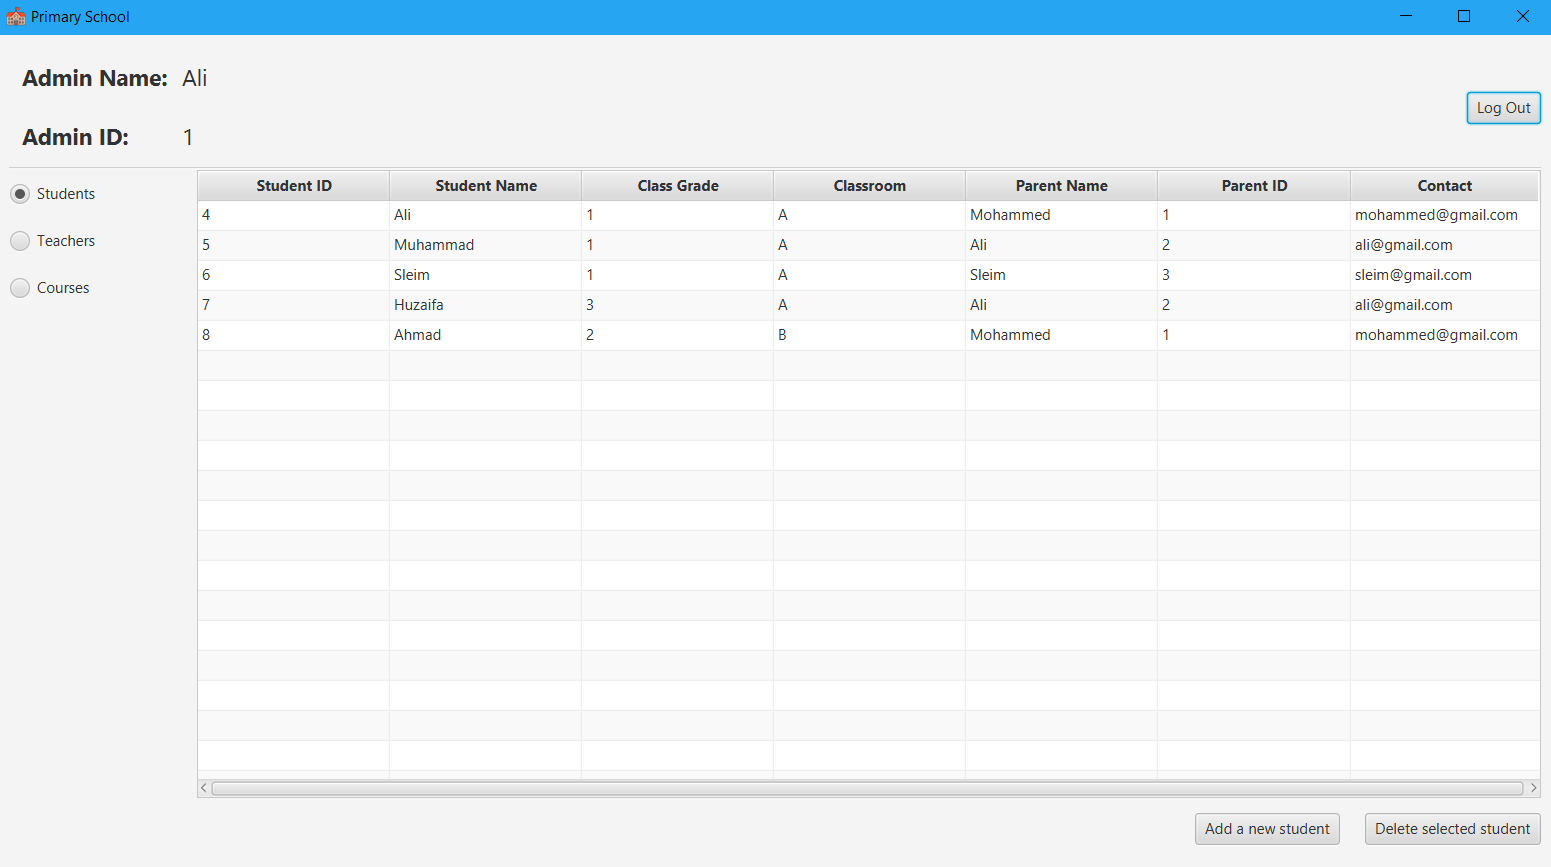 Primary School
Admin Name: Ali
Log Out
Admin ID: 1
Students
Teachers
Courses
Student ID Student Name Class Grade Classroom Parent Name Parent ID Contact
4 Ali 1 A Mohammed 1 mohammed@gmail.com
5 Muhammad 1 A Ali 2 ali@gmail.com
6 Sleim 1 A Sleim 3 sleim@gmail.com
7 Huzaifa 3 A Ali 2 ali@gmail.com
8 Ahmad 2 B Mohammed 1 mohammed@gmail.com
Add a new student Delete selected student